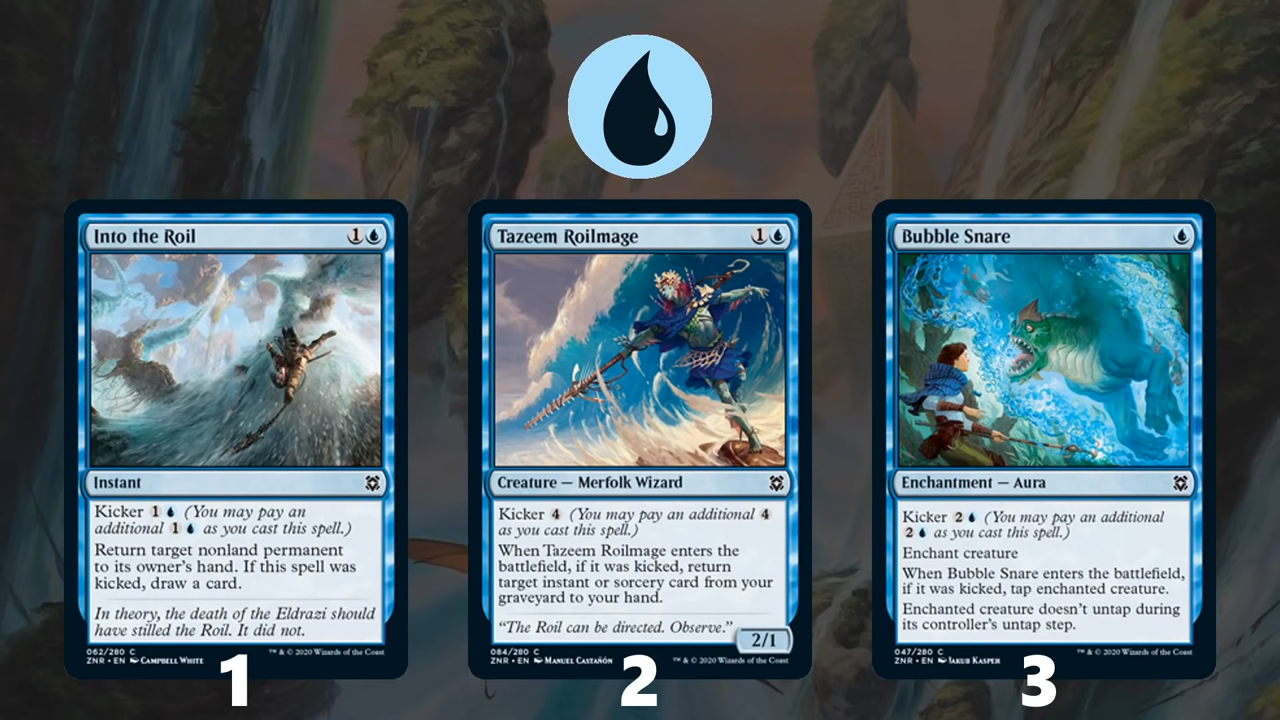 Into the Roil 1
Instant
Kicker 1 (You may pay an
additional 1 as you cast this spell.)
Return target nonland permanent
to its owner's hand. If this spell was
kicked, draw a card.
In theory, the death of the Eldrazi should
have stilled the Roil. It did not.
062/280 C
ZNR • EN Campbell White
™ & © 2020 Wizards of the Coast
1
Tazeem Roilmage 1
Creature — Merfolk Wizard
Kicker 4 (You may pay an additional 4
as you cast this spell.)
When Tazeem Roilmage enters the
battlefield, if it was kicked, return
target instant or sorcery card from your
graveyard to your hand.
"The Roil can be directed. Observe."
2/1
084/280 C
ZNR • EN Manuel Castañón
™ & © 2020 Wizards of the Coast
2
Bubble Snare
Enchantment — Aura
Kicker 2 (You may pay an additional
2 as you cast this spell.)
Enchant creature
When Bubble Snare enters the battlefield,
if it was kicked, tap enchanted creature.
Enchanted creature doesn't untap during
its controller's untap step.
047/280 C
ZNR • EN Jakub Kasper
™ & © 2020 Wizards of the Coast
3